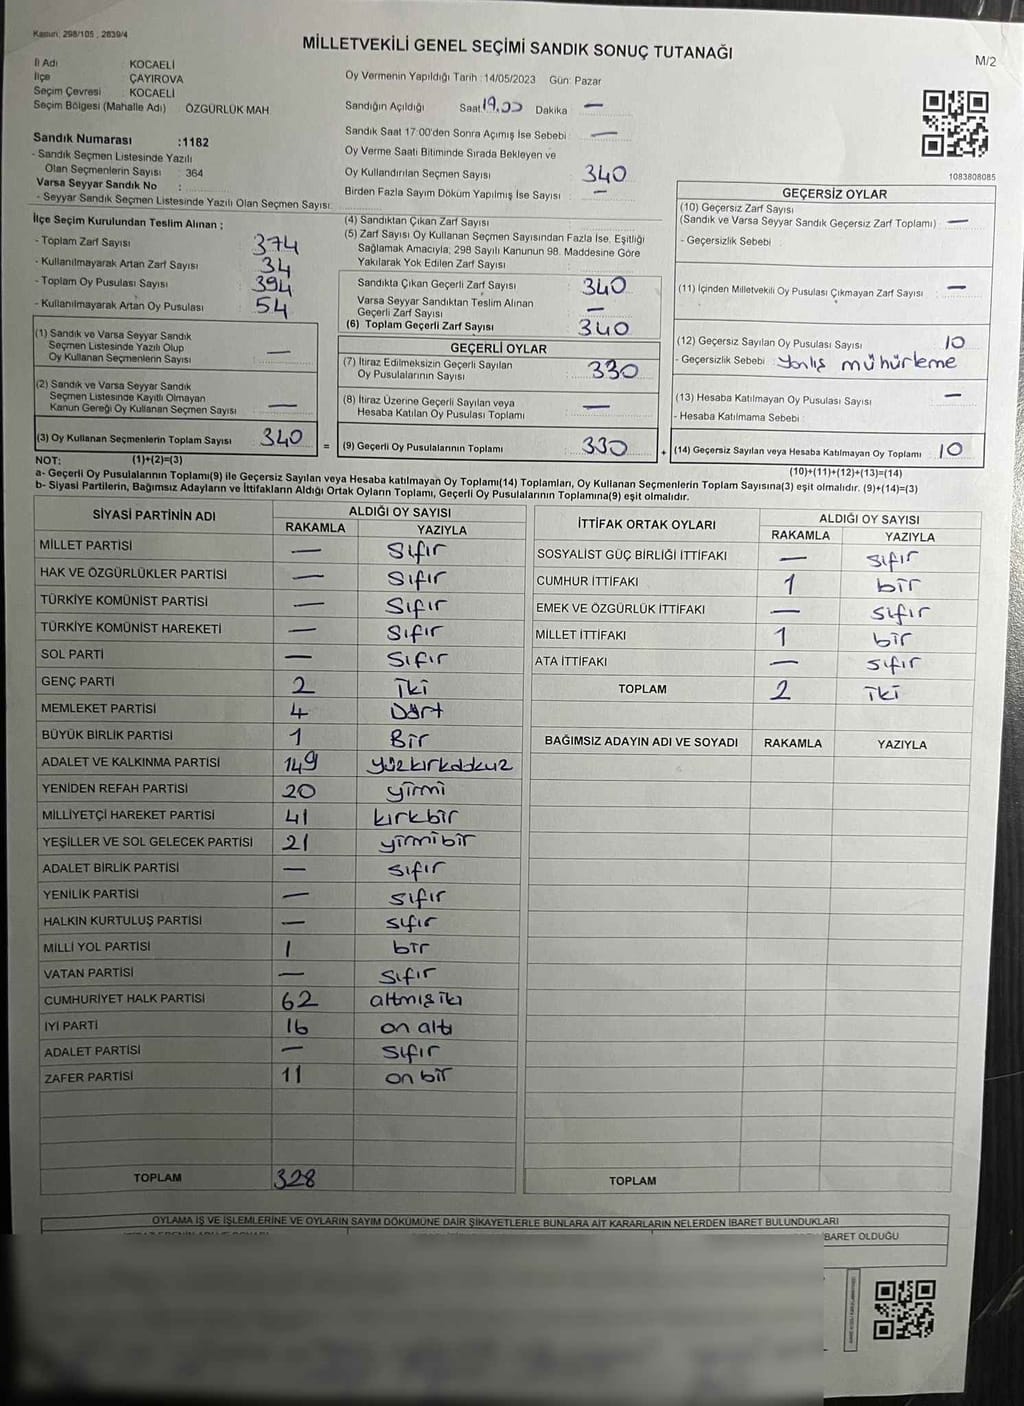 Kanun: 298/105 , 2839/4
MİLLETVEKİLİ GENEL SEÇİMİ SANDIK SONUÇ TUTANAĞI
M/2
İl Adı : KOCAELİ
İlçe : ÇAYIROVA
Seçim Çevresi : KOCAELİ
Seçim Bölgesi (Mahalle Adı) : ÖZGÜRLÜK MAH.
Sandık Numarası :1182
- Sandık Seçmen Listesinde Yazılı
Olan Seçmenlerin Sayısı : 364
Varsa Seyyar Sandık No :
- Seyyar Sandık Seçmen Listesinde Yazılı Olan Seçmen Sayısı:
Oy Vermenin Yapıldığı Tarih :14/05/2023 Gün: Pazar
Sandığın Açıldığı Saat 19.00 Dakika —
Sandık Saat 17:00'den Sonra Açılmış İse Sebebi : —
Oy Verme Saati Bitiminde Sırada Bekleyen ve
Oy Kullandırılan Seçmen Sayısı : 340
Birden Fazla Sayım Döküm Yapılmış İse Sayısı : —
1083808085
İlçe Seçim Kurulundan Teslim Alınan ;
- Toplam Zarf Sayısı : 374
- Kullanılmayarak Artan Zarf Sayısı : 34
- Toplam Oy Pusulası Sayısı : 394
- Kullanılmayarak Artan Oy Pusulası : 54
(1) Sandık ve Varsa Seyyar Sandık
Seçmen Listesinde Yazılı Olup
Oy Kullanan Seçmenlerin Sayısı : —
(2) Sandık ve Varsa Seyyar Sandık
Seçmen Listesinde Kayıtlı Olmayan
Kanun Gereği Oy Kullanan Seçmen Sayısı : —
(3) Oy Kullanan Seçmenlerin Toplam Sayısı : 340
(1)+(2)=(3)
(4) Sandıktan Çıkan Zarf Sayısı :
(5) Zarf Sayısı Oy Kullanan Seçmen Sayısından Fazla İse, Eşitliği
Sağlamak Amacıyla, 298 Sayılı Kanunun 98. Maddesine Göre
Yakılarak Yok Edilen Zarf Sayısı :
Sandıkta Çıkan Geçerli Zarf Sayısı : 340
Varsa Seyyar Sandıktan Teslim Alınan
Geçerli Zarf Sayısı : —
(6) Toplam Geçerli Zarf Sayısı : 340
GEÇERLİ OYLAR
(7) İtiraz Edilmeksizin Geçerli Sayılan
Oy Pusulalarının Sayısı : 330
(8) İtiraz Üzerine Geçerli Sayılan veya
Hesaba Katılan Oy Pusulası Toplamı : —
= (9) Geçerli Oy Pusulalarının Toplamı : 330
GEÇERSİZ OYLAR
(10) Geçersiz Zarf Sayısı
(Sandık ve Varsa Seyyar Sandık Geçersiz Zarf Toplamı) : —
- Geçersizlik Sebebi :
(11) İçinden Milletvekili Oy Pusulası Çıkmayan Zarf Sayısı : —
(12) Geçersiz Sayılan Oy Pusulası Sayısı : 10
- Geçersizlik Sebebi : Yanlış mühürleme
(13) Hesaba Katılmayan Oy Pusulası Sayısı : —
- Hesaba Katılmama Sebebi :
+ (14) Geçersiz Sayılan veya Hesaba Katılmayan Oy Toplamı : 10
(10)+(11)+(12)+(13)=(14)
NOT:
a- Geçerli Oy Pusulalarının Toplamı(9) ile Geçersiz Sayılan veya Hesaba katılmayan Oy Toplamı(14) Toplamları, Oy Kullanan Seçmenlerin Toplam Sayısına(3) eşit olmalıdır. (9)+(14)=(3)
b- Siyasi Partilerin, Bağımsız Adayların ve İttifakların Aldığı Ortak Oyların Toplamı, Geçerli Oy Pusulalarının Toplamına(9) eşit olmalıdır.
SİYASİ PARTİNİN ADI ALDIĞI OY SAYISI
RAKAMLA YAZIYLA
MİLLET PARTİSİ — Sıfır
HAK VE ÖZGÜRLÜKLER PARTİSİ — Sıfır
TÜRKİYE KOMÜNİST PARTİSİ — Sıfır
TÜRKİYE KOMÜNİST HAREKETİ — Sıfır
SOL PARTİ — Sıfır
GENÇ PARTİ 2 İki
MEMLEKET PARTİSİ 4 Dört
BÜYÜK BİRLİK PARTİSİ 1 Bir
ADALET VE KALKINMA PARTİSİ 149 yüzkırkdokuz
YENİDEN REFAH PARTİSİ 20 yirmi
MİLLİYETÇİ HAREKET PARTİSİ 41 kırkbir
YEŞİLLER VE SOL GELECEK PARTİSİ 21 yirmibir
ADALET BİRLİK PARTİSİ — sıfır
YENİLİK PARTİSİ — sıfır
HALKIN KURTULUŞ PARTİSİ — sıfır
MİLLİ YOL PARTİSİ 1 bir
VATAN PARTİSİ — sıfır
CUMHURİYET HALK PARTİSİ 62 altmışiki
İYİ PARTİ 16 on altı
ADALET PARTİSİ — sıfır
ZAFER PARTİSİ 11 on bir
TOPLAM 328
İTTİFAK ORTAK OYLARI ALDIĞI OY SAYISI
RAKAMLA YAZIYLA
SOSYALİST GÜÇ BİRLİĞİ İTTİFAKI — sıfır
CUMHUR İTTİFAKI 1 bir
EMEK VE ÖZGÜRLÜK İTTİFAKI — sıfır
MİLLET İTTİFAKI 1 bir
ATA İTTİFAKI — sıfır
TOPLAM 2 iki
BAĞIMSIZ ADAYIN ADI VE SOYADI RAKAMLA YAZIYLA
TOPLAM
OYLAMA İŞ VE İŞLEMLERİNE VE OYLARIN SAYIM DÖKÜMÜNE DAİR ŞİKAYETLERLE BUNLARA AİT KARARLARIN NELERDEN İBARET BULUNDUKLARI
BARET OLDUĞU